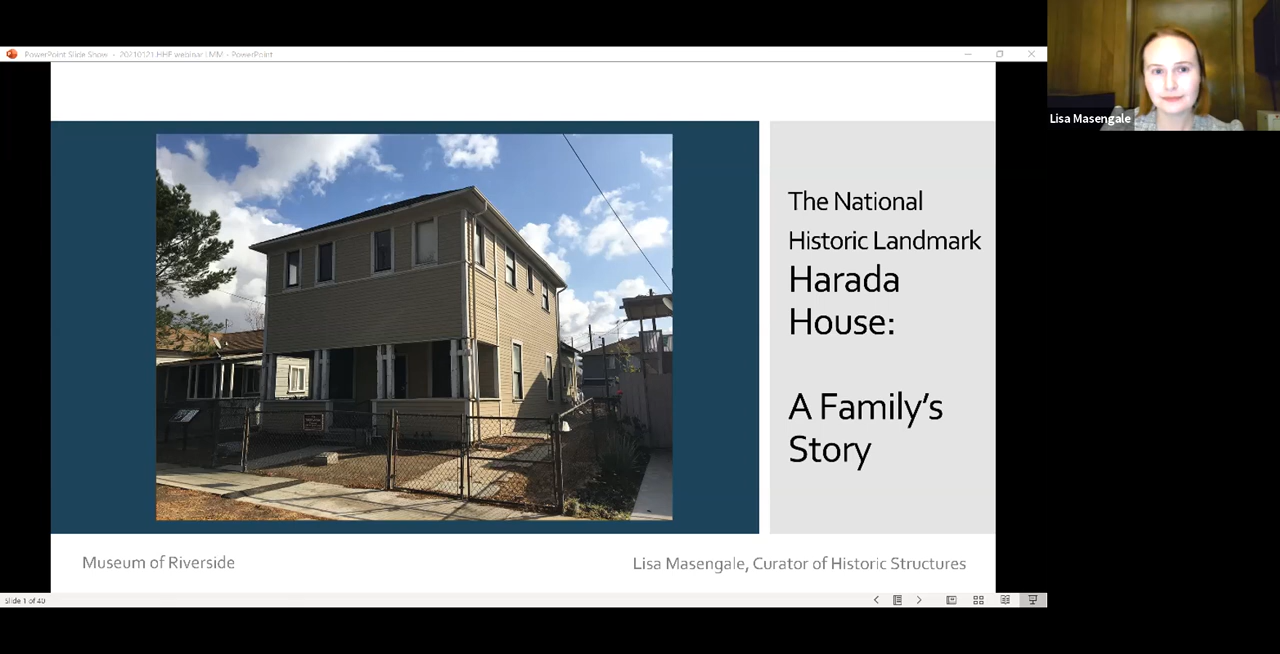 PowerPoint Slide Show - 20210121 HHF webinar LMM - PowerPoint
Lisa Masengale
The National
Historic Landmark
Harada
House:
A Family's
Story
Museum of Riverside
Lisa Masengale, Curator of Historic Structures
Slide 1 of 40